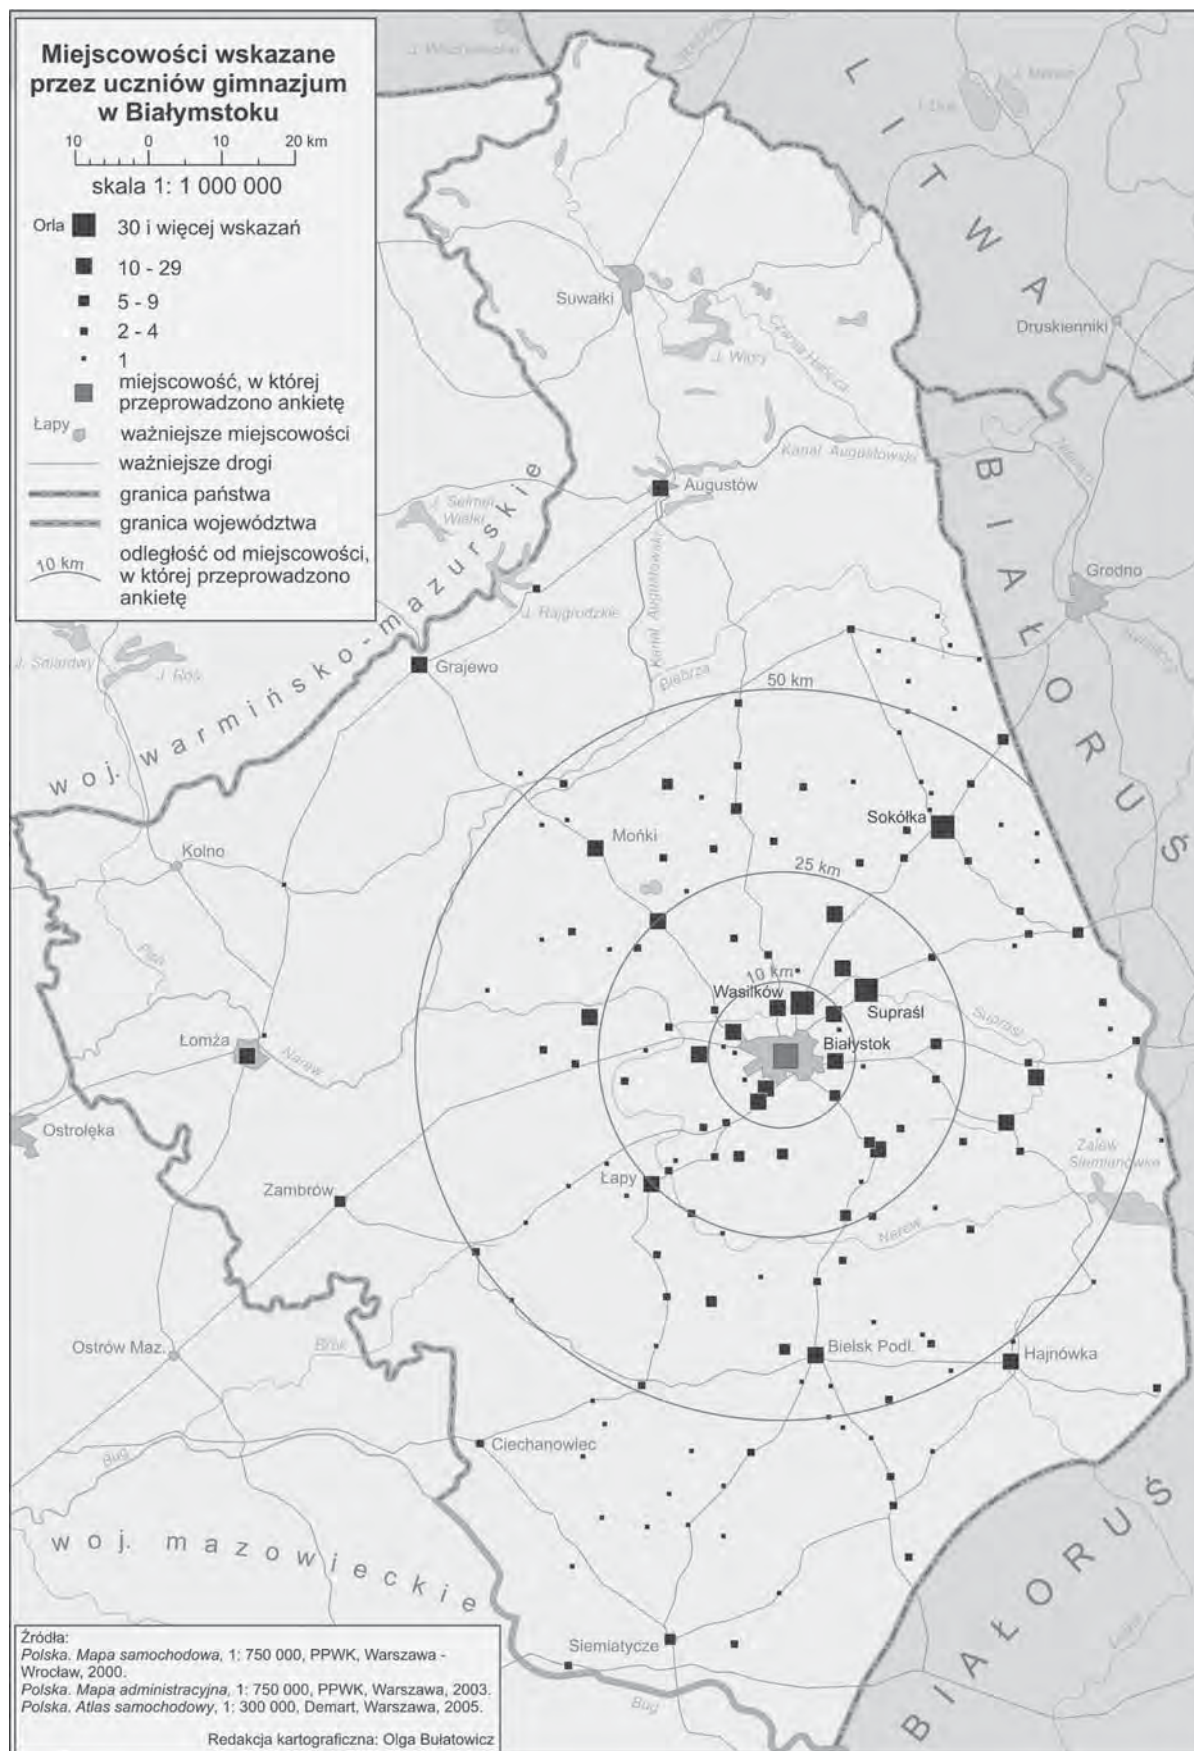 Miejscowości wskazane
przez uczniów gimnazjum
w Białymstoku
10 0 10 20 km
skala 1: 1 000 000
Orla 30 i więcej wskazań
10 - 29
5 - 9
2 - 4
1
miejscowość, w której
przeprowadzono ankietę
Łapy ważniejsze miejscowości
ważniejsze drogi
granica państwa
granica województwa
10 km odległość od miejscowości,
w której przeprowadzono
ankietę
LITWA
Suwałki
J. Wigry
Czarna Hańcza
Druskienniki
Kanał Augustowski
Augustów
J. Selmęt
Wielki
BIAŁORUŚ
Grodno
J. Rajgrodzkie
Kanał Augustowski
J. Śniardwy
J. Roś
Grajewo
Biebrza
50 km
woj. warmińsko-mazurskie
Sokółka
Mońki
Kolno
25 km
Pisa
10 km
Wasilków
Supraśl
Supraśl
Łomża
Narew
Białystok
Ostrołęka
Zalew
Siemianówka
Łapy
Zambrów
Narew
Ostrów Maz.
Brok
Bielsk Podl.
Hajnówka
Ciechanowiec
Bug
woj. mazowieckie
BIAŁORUŚ
Siemiatycze
Bug
Źródła:
Polska. Mapa samochodowa, 1: 750 000, PPWK, Warszawa -
Wrocław, 2000.
Polska. Mapa administracyjna, 1: 750 000, PPWK, Warszawa, 2003.
Polska. Atlas samochodowy, 1: 300 000, Demart, Warszawa, 2005.
Redakcja kartograficzna: Olga Bułatowicz